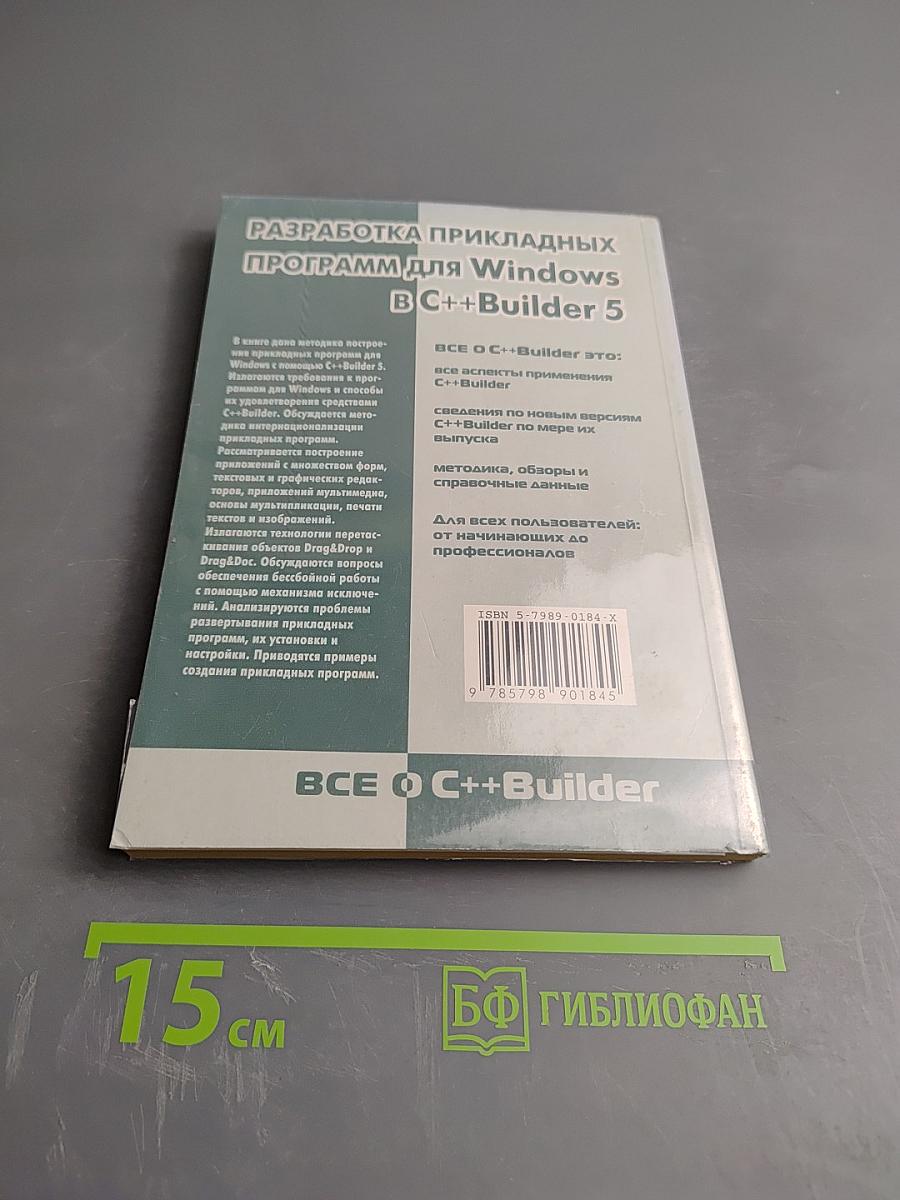 РАЗРАБОТКА ПРИКЛАДНЫХ
ПРОГРАММ ДЛЯ Windows
В C++Builder 5
В книге дана методика построе-
ния прикладных программ для
Windows с помощью C++Builder 5.
Излагаются требования к прог-
раммам для Windows и способы
их удовлетворения средствами
C++Builder. Обсуждается мето-
дика интернационализации
прикладных программ.
Рассматривается построение
приложений с множеством форм,
текстовых и графических редак-
торов, приложений мультимедиа,
основы мультипликации, печати
текстов и изображений.
Излагаются технологии перетас-
кивания объектов Drag&Drop и
Drag&Doc. Обсуждаются вопросы
обеспечения бессбойной работы
с помощью механизма исключе-
ний. Анализируются проблемы
развертывания прикладных
программ, их установки и
настройки. Приводятся примеры
создания прикладных программ.
ВСЕ О C++Builder это:
все аспекты применения
C++Builder
сведения по новым версиям
C++Builder по мере их
выпуска
методика, обзоры и
справочные данные
Для всех пользователей:
от начинающих до
профессионалов
ISBN 5-7989-0184-X
9 785798 901845
ВСЕ О C++Builder
15 см
БФ ГИБЛИОФАН